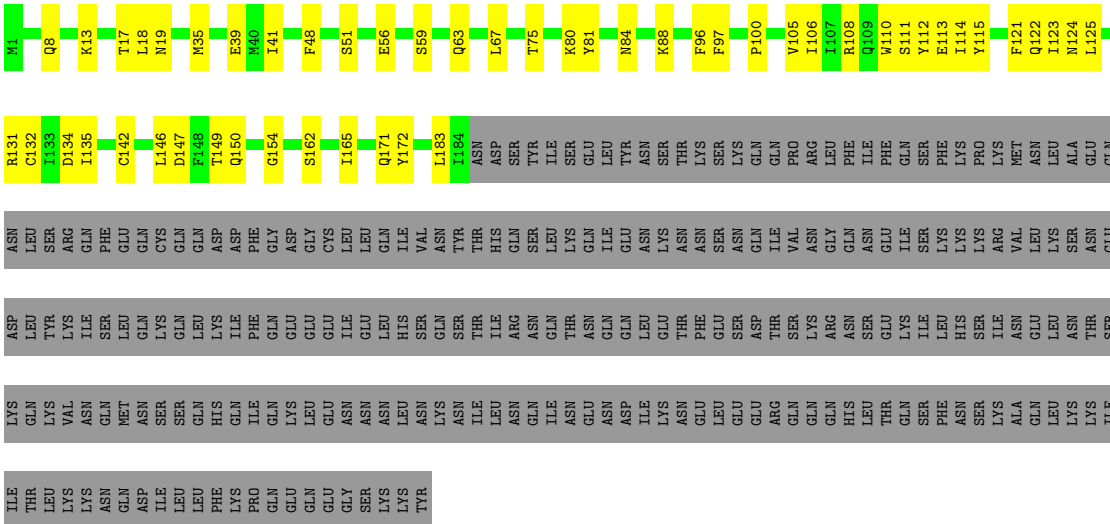 M1 Q8 K13 T17 L18 N19 M35 E39 M40 I41 F48 S51 E56 S59 Q63 L67 T75 K80 Y81 N84 K88 F96 F97 P100 V105 I106 I107 R108 Q109 W110 S111 Y112 E113 I114 Y115 F121 Q122 I123 N124 L125
R131 C132 I133 D134 I135 C142 L146 D147 F148 T149 Q150 G154 S162 I165 Q171 Y172 L183 I184 ASN ASP SER TYR ILE SER GLU LEU TYR ASN SER THR LYS SER LYS GLN GLN PRO ARG LEU PHE ILE PHE GLN SER PHE LYS PRO LYS MET ASN LEU ALA GLU GLN
ASN LEU SER ARG GLN PHE GLU GLN CYS GLN GLN ASP ASP PHE GLY ASP GLY CYS LEU LEU GLN ILE VAL ASN TYR THR HIS GLN SER LEU LYS GLN ILE GLU ASN LYS ASN ASN SER ASN GLN ILE VAL ASN GLY GLN ASN GLU ILE SER LYS LYS LYS ARG VAL LEU LYS SER ASN GLU
ASP LEU TYR LYS ILE SER LEU GLN LYS GLN LEU LYS ILE PHE GLN GLU GLU GLU ILE GLU LEU HIS SER GLN SER THR ILE ARG ASN GLN THR ASN GLN GLN LEU GLU THR PHE GLU SER ASP THR SER LYS ARG ASN SER GLU LYS ILE LEU HIS SER ILE ASN GLU LEU ASN THR SER
LYS GLN LYS VAL ASN GLN MET ASN SER SER GLN HIS GLN ILE GLN LYS LEU GLU ASN ASN ASN LEU ASN LYS ASN ILE LEU ASN GLN ILE ASN GLU ASN ASP ILE LYS ASN GLU LEU GLU GLU ARG GLN GLN GLN HIS LEU THR GLN SER PHE ASN SER LYS ALA GLN LEU LYS LYS ILE
ILE THR LEU LYS LYS ASN GLN ASP ILE LEU LEU PHE LYS PRO GLN GLU GLN GLU GLY SER LYS LYS TYR